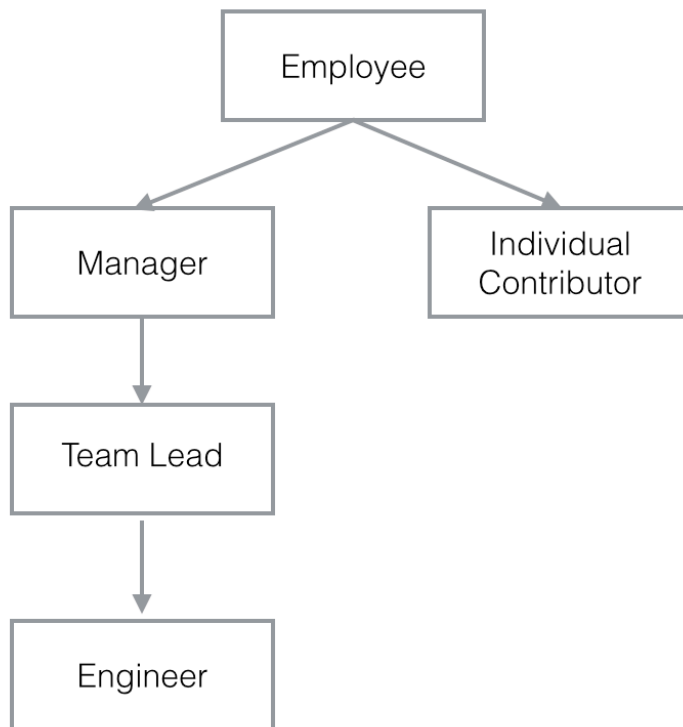 Employee
Manager
Individual
Contributor
Team Lead
Engineer